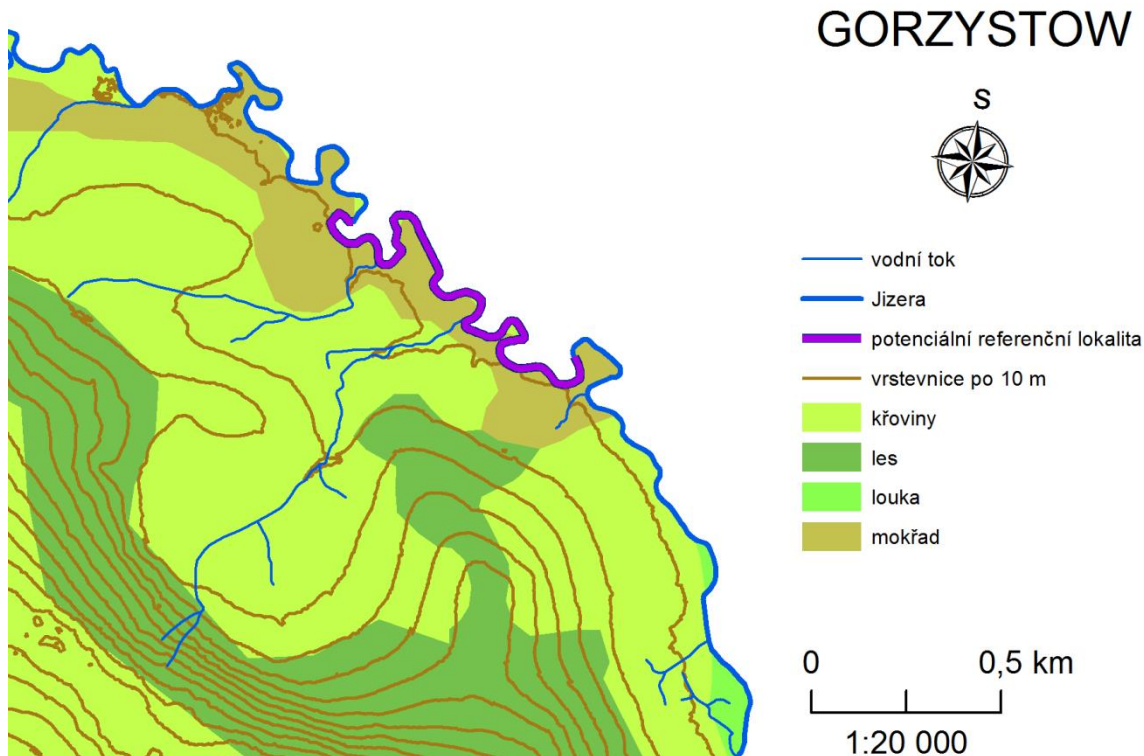 GORZYSTOW
S
vodní tok
Jizera
potenciální referenční lokalita
vrstevnice po 10 m
křoviny
les
louka
mokřad
0 0,5 km
1:20 000